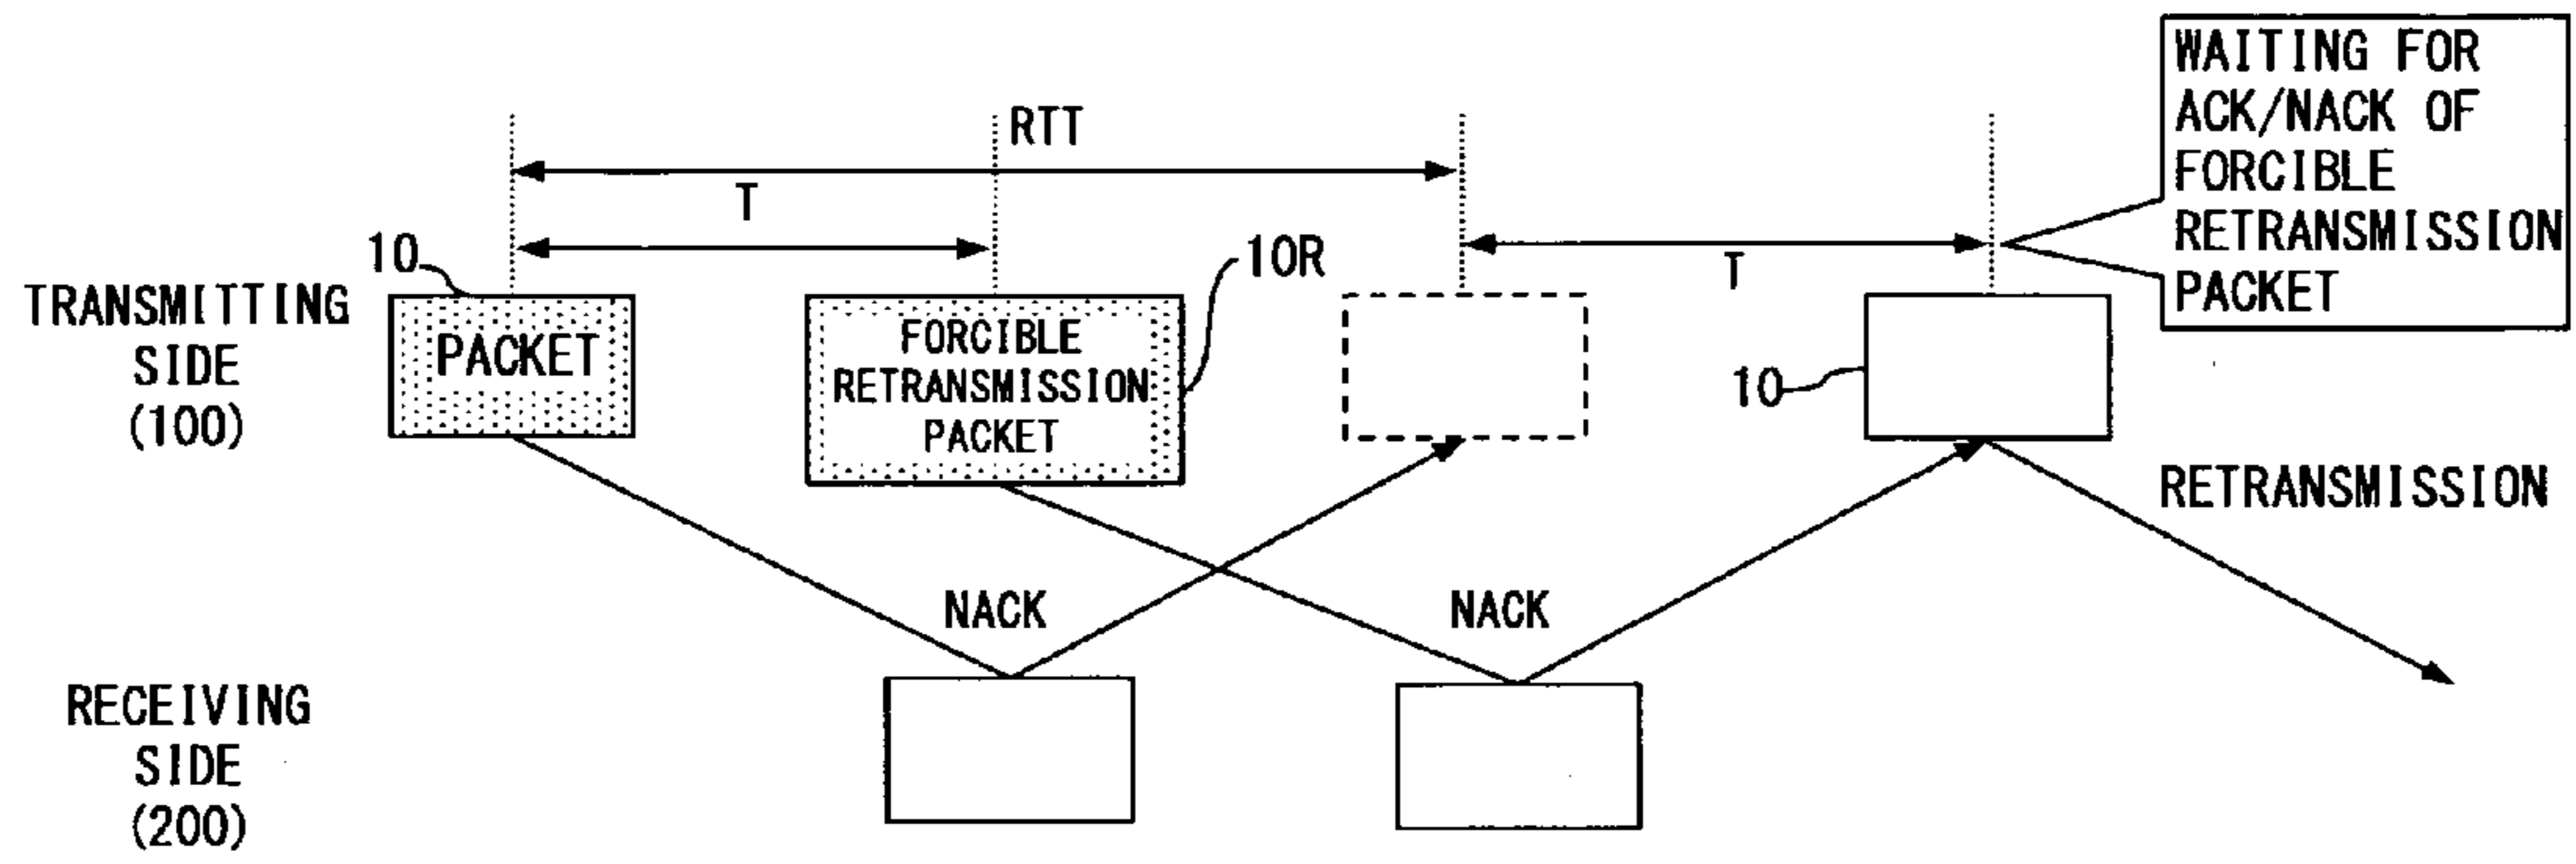 WAITING FOR
ACK/NACK OF
FORCIBLE
RETRANSMISSION
PACKET
RTT
T
T
10
10R
TRANSMITTING
SIDE
(100)
PACKET
FORCIBLE
RETRANSMISSION
PACKET
10
RETRANSMISSION
NACK
NACK
RECEIVING
SIDE
(200)